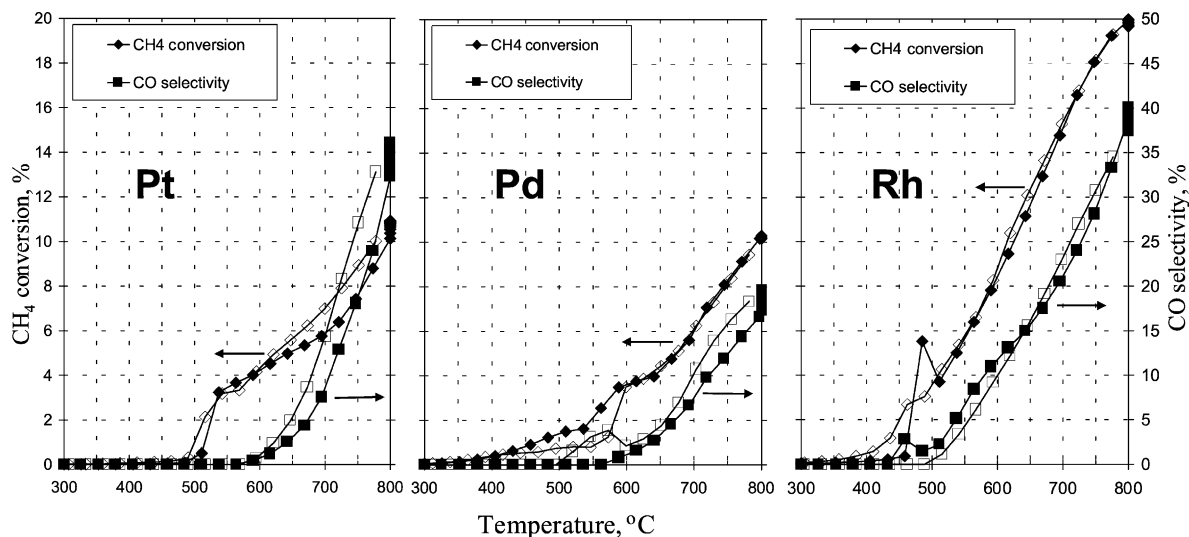 CH4 conversion
CO selectivity
CH4 conversion
CO selectivity
CH4 conversion
CO selectivity
Pt
Pd
Rh
20
18
16
14
12
10
8
6
4
2
0
50
45
40
35
30
25
20
15
10
5
0
CH4 conversion, %
CO selectivity, %
300 400 500 600 700 800
300 400 500 600 700 800
300 400 500 600 700 800
Temperature, ºC